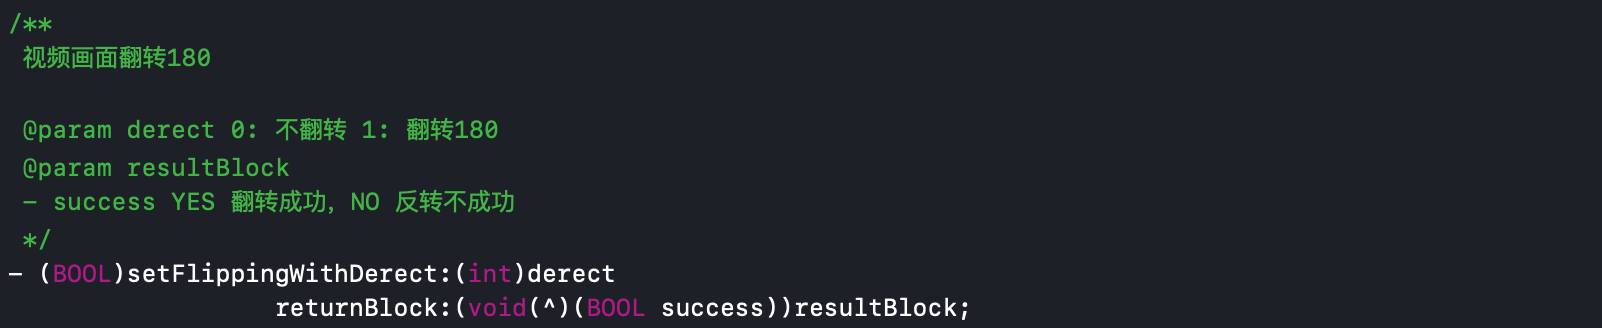 /**
视频画面翻转180
@param derect 0: 不翻转 1: 翻转180
@param resultBlock
- success YES 翻转成功, NO 反转不成功
*/
- (BOOL)setFlippingWithDerect:(int)derect
returnBlock:(void(^)(BOOL success))resultBlock;